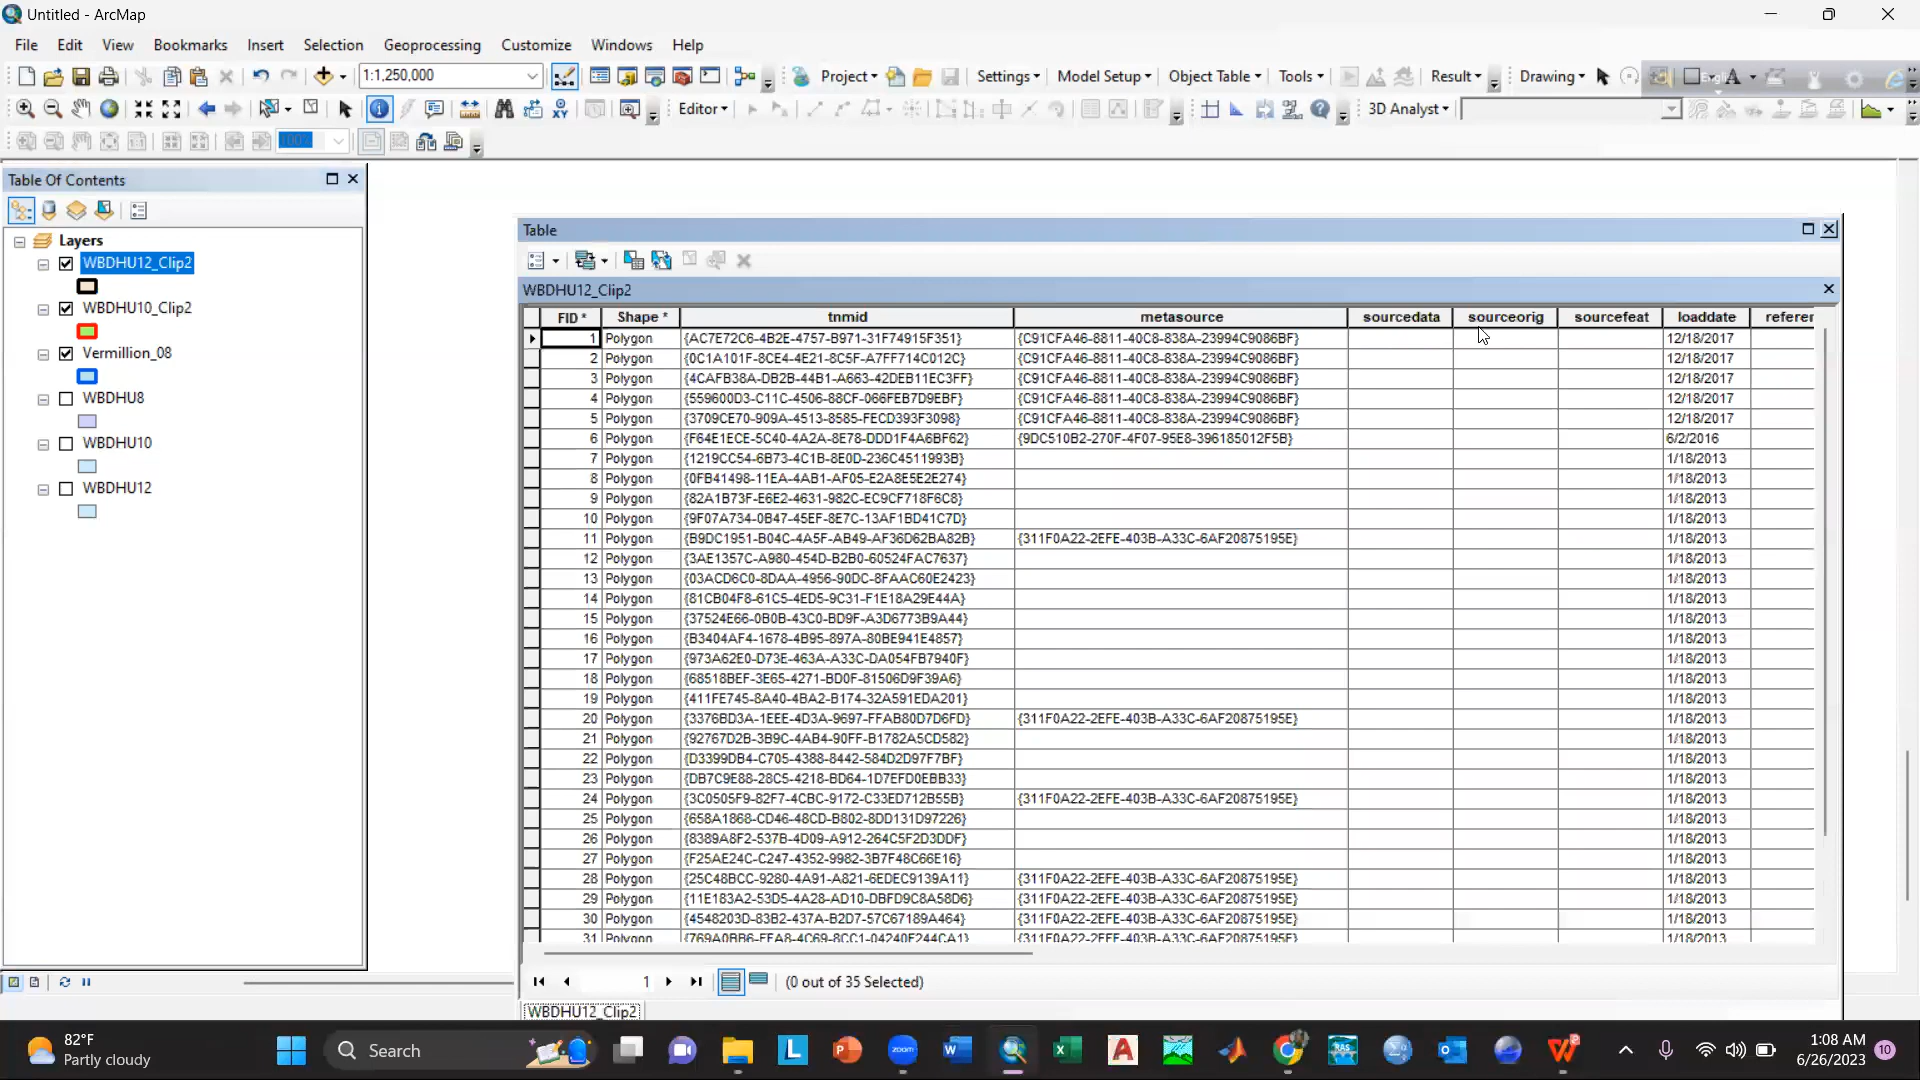 Untitled - ArcMap
File Edit View Bookmarks Insert Selection Geoprocessing Customize Windows Help
1:1,250,000 Project Settings Model Setup Object Table Tools Result Drawing
Editor 3D Analyst
100%
Table Of Contents
Layers
WBDHU12_Clip2
WBDHU10_Clip2
Vermillion_08
WBDHU8
WBDHU10
WBDHU12
Table
WBDHU12_Clip2
FID * Shape * tnmid metasource sourcedata sourceorig sourcefeat loaddate referer
1 Polygon {AC7E72C6-4B2E-4757-B971-31F74915F351} {C91CFA46-8811-40C8-838A-23994C9086BF} 12/18/2017
2 Polygon {0C1A101F-8CE4-4E21-8C5F-A7FF714C012C} {C91CFA46-8811-40C8-838A-23994C9086BF} 12/18/2017
3 Polygon {4CAFB38A-DB2B-44B1-A663-42DEB11EC3FF} {C91CFA46-8811-40C8-838A-23994C9086BF} 12/18/2017
4 Polygon {559600D3-C11C-4506-88CF-066FEB7D9EBF} {C91CFA46-8811-40C8-838A-23994C9086BF} 12/18/2017
5 Polygon {3709CE70-909A-4513-8585-FECD393F3098} {C91CFA46-8811-40C8-838A-23994C9086BF} 12/18/2017
6 Polygon {F64E1ECE-5C40-4A2A-8E78-DDD1F4A6BF62} {9DC510B2-270F-4F07-95E8-396185012F5B} 6/2/2016
7 Polygon {1219CC54-6B73-4C1B-8E0D-236C4511993B} 1/18/2013
8 Polygon {0FB41498-11EA-4AB1-AF05-E2A8E5E2E274} 1/18/2013
9 Polygon {82A1B73F-E6E2-4631-982C-EC9CF718F6C8} 1/18/2013
10 Polygon {9F07A734-0B47-45EF-8E7C-13AF1BD41C7D} 1/18/2013
11 Polygon {B9DC1951-B04C-4A5F-AB49-AF36D62BA82B} {311F0A22-2EFE-403B-A33C-6AF20875195E} 1/18/2013
12 Polygon {3AE1357C-A980-454D-B2B0-60524FAC7637} 1/18/2013
13 Polygon {03ACD6C0-8DAA-4956-90DC-8FAAC60E2423} 1/18/2013
14 Polygon {81CB04F8-61C5-4ED5-9C31-F1E18A29E44A} 1/18/2013
15 Polygon {37524E66-0B0B-43C0-BD9F-A3D6773B9A44} 1/18/2013
16 Polygon {B3404AF4-1678-4B95-897A-80BE941E4857} 1/18/2013
17 Polygon {973A62E0-D73E-463A-A33C-DA054FB7940F} 1/18/2013
18 Polygon {68518BEF-3E65-4271-BD0F-81506D9F39A6} 1/18/2013
19 Polygon {411FE745-8A40-4BA2-B174-32A591EDA201} 1/18/2013
20 Polygon {3376BD3A-1EEE-4D3A-9697-FFAB80D7D6FD} {311F0A22-2EFE-403B-A33C-6AF20875195E} 1/18/2013
21 Polygon {92767D2B-3B9C-4AB4-90FF-B1782A5CD582} 1/18/2013
22 Polygon {D3399DB4-C705-4388-8442-584D2D97F7BF} 1/18/2013
23 Polygon {DB7C9E88-28C5-4218-BD64-1D7EFD0EBB33} 1/18/2013
24 Polygon {3C0505F9-82F7-4CBC-9172-C33ED712B55B} {311F0A22-2EFE-403B-A33C-6AF20875195E} 1/18/2013
25 Polygon {658A1868-CD46-48CD-B802-8DD131D97226} 1/18/2013
26 Polygon {8389A8F2-537B-4D09-A912-264C5F2D3DDF} 1/18/2013
27 Polygon {F25AE24C-C247-4352-9982-3B7F48C66E16} 1/18/2013
28 Polygon {25C48BCC-9280-4A91-A821-6EDEC9139A11} {311F0A22-2EFE-403B-A33C-6AF20875195E} 1/18/2013
29 Polygon {11E183A2-53D5-4A28-AD10-DBFD9C8A58D6} {311F0A22-2EFE-403B-A33C-6AF20875195E} 1/18/2013
30 Polygon {4548203D-83B2-437A-B2D7-57C67189A464} {311F0A22-2EFE-403B-A33C-6AF20875195E} 1/18/2013
31 Polygon {769A0BB6-FFA8-4C69-8CC1-04240F244CA1} {311F0A22-2EFE-403B-A33C-6AF20875195E} 1/18/2013
1 (0 out of 35 Selected)
WBDHU12_Clip2
82°F
Partly cloudy
Search
1:08 AM
6/26/2023
10